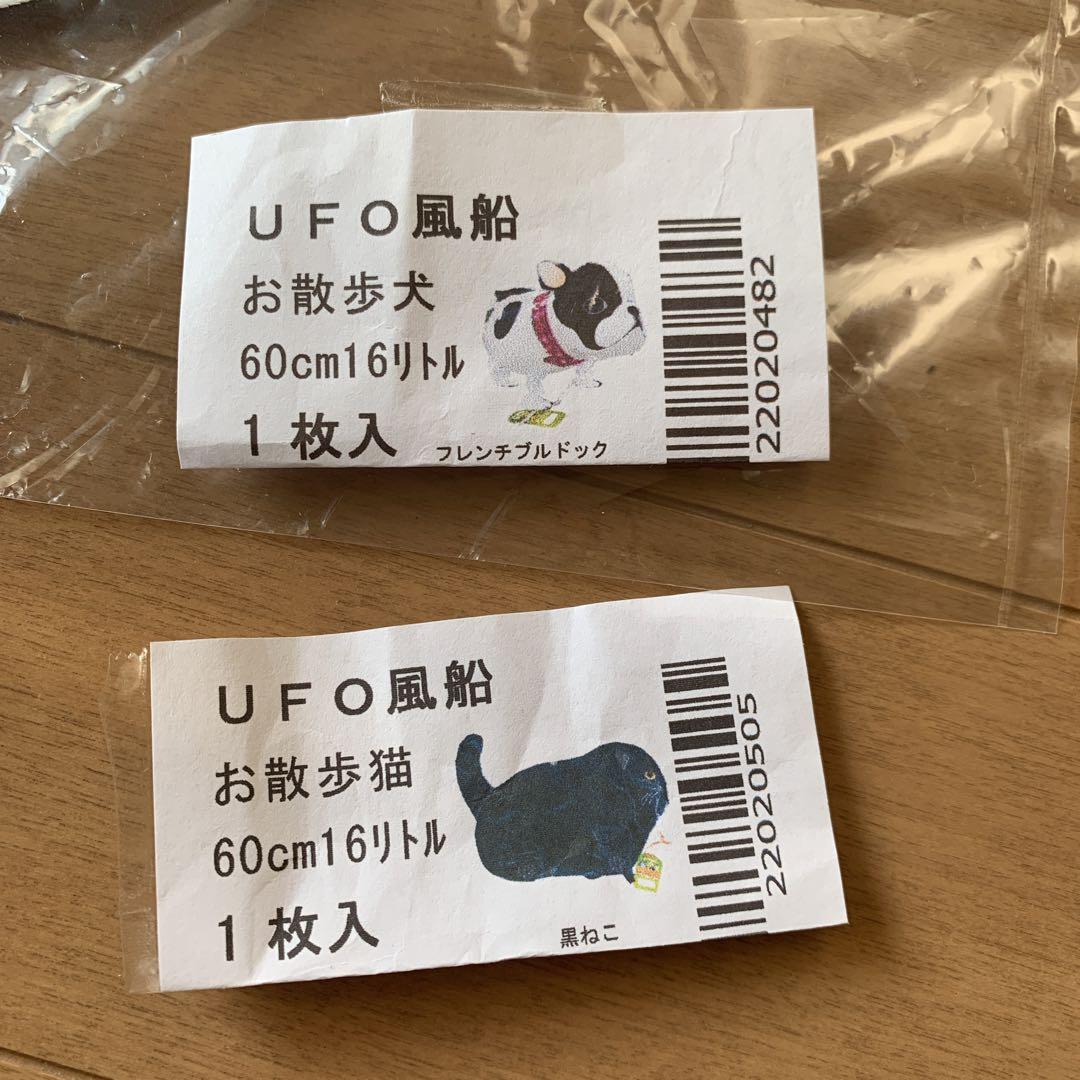 UFO風船
お散歩犬
60cm16リトル
1枚入
フレンチブルドック
22020482
UFO風船
お散歩猫
60cm16リトル
1枚入
黒ねこ
22020505